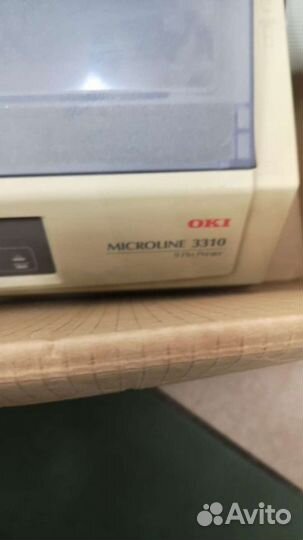 OKI
MICROLINE 3310
9 Pin Printer
Avito